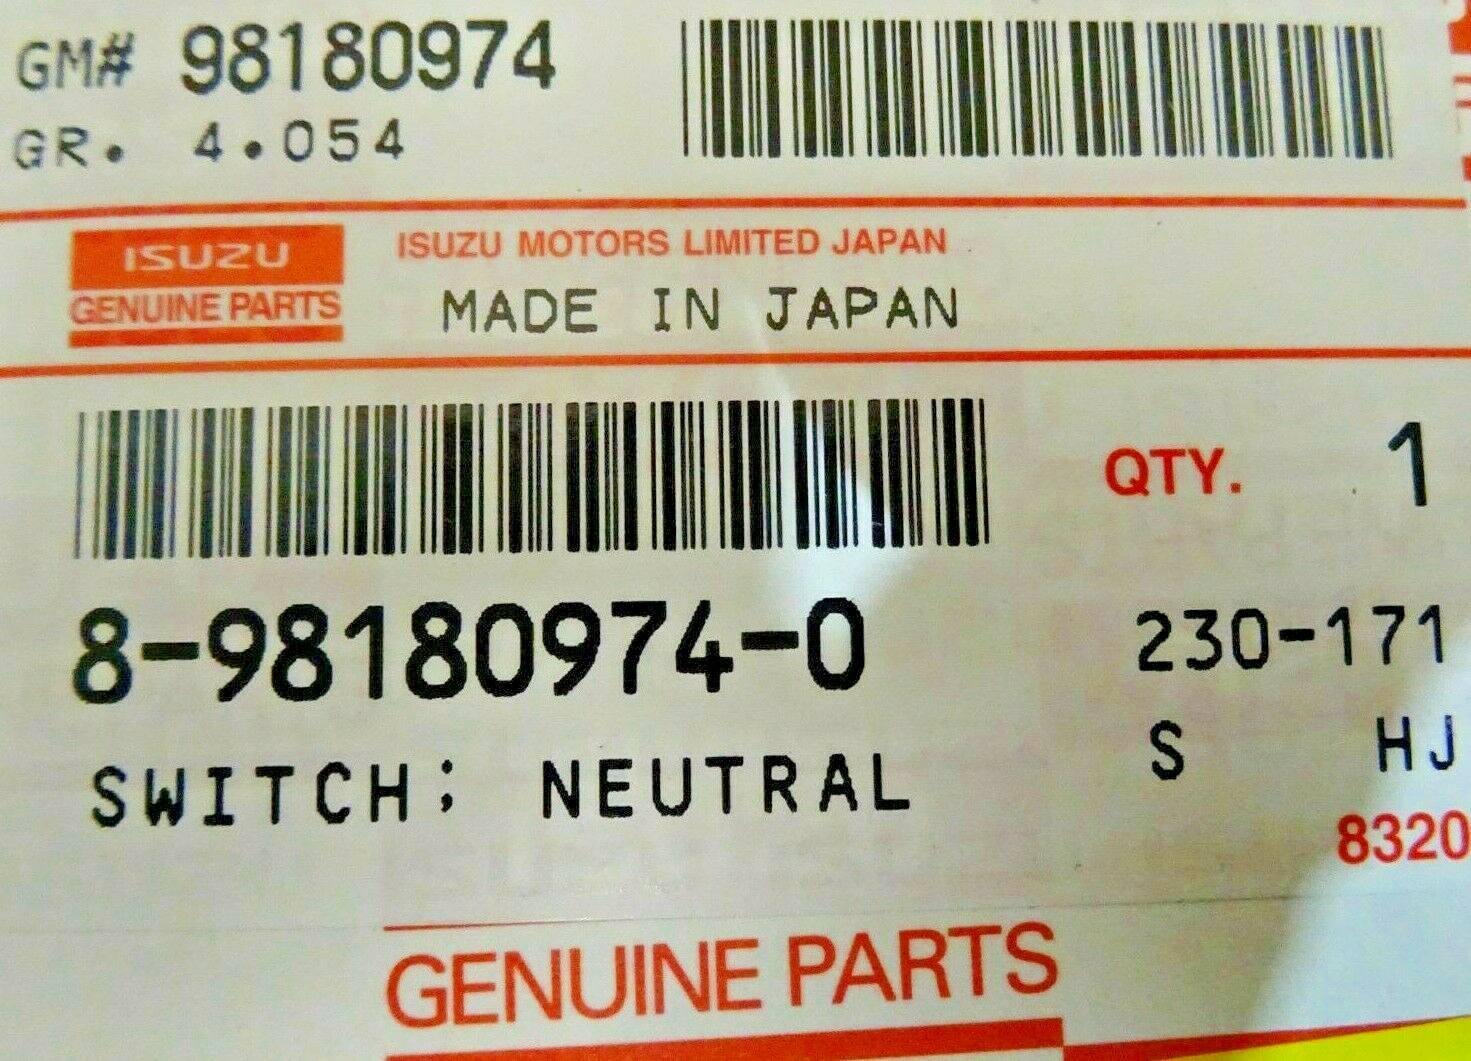 GM# 98180974
GR. 4.054
ISUZU
GENUINE PARTS
ISUZU MOTORS LIMITED JAPAN
MADE IN JAPAN
QTY. 1
8-98180974-0
230-171
SWITCH; NEUTRAL
S HJ
8320
GENUINE PARTS